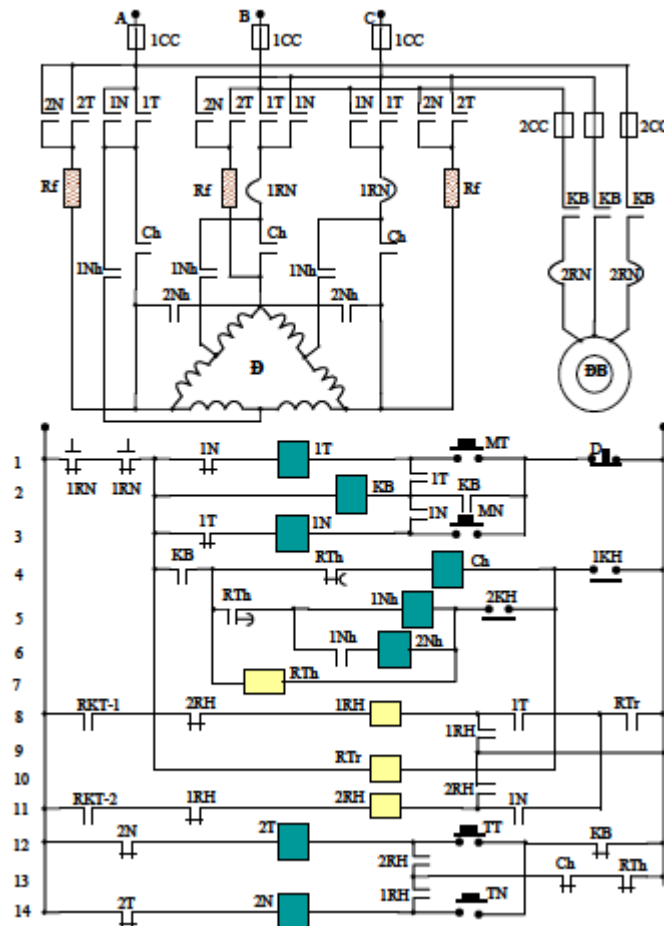 A B C
1CC 1CC 1CC
2N 2T 1N 1T 2N 2T 1N 1N 1T 2N 2T
2CC 2CC
Rf Rf 1RN 1RN Rf
KB KB KB
Ch Ch Ch
1Nh 1Nh 1Nh
2RN 2RN
2Nh 2Nh
Đ ĐB
1 1RN 1RN 1N 1T MT D
1T
2 KB KB
1N MN
3 1T 1N
4 KB RTh Ch 1KH
5 RTh 1Nh 2KH
6 1Nh 2Nh
7 RTh
8 RKT-1 2RH 1RH 1T RTr
9 1RH
10 RTr 2RH
11 RKT-2 1RH 2RH 1N
12 2N 2T TT KB
2RH Ch RTh
13 1RH
14 2T 2N TN